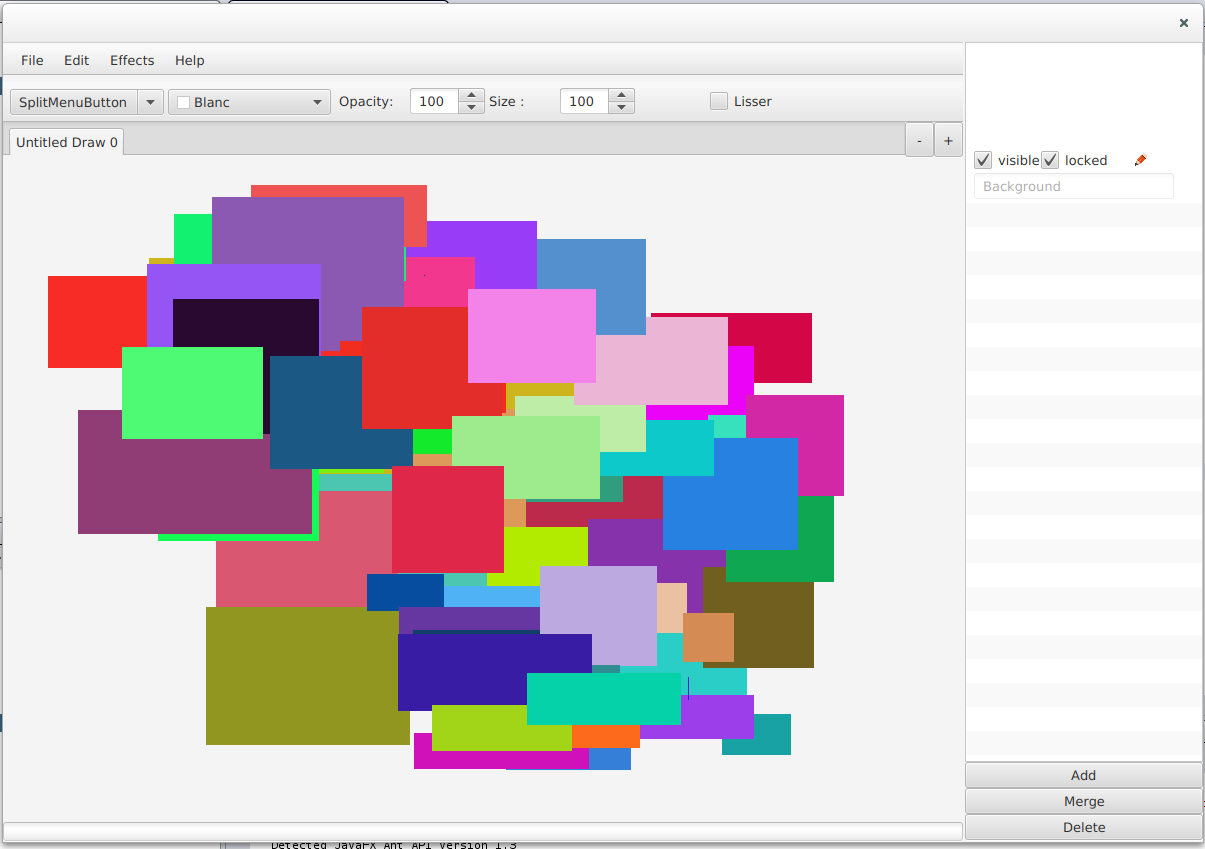 File Edit Effects Help
SplitMenuButton Blanc Opacity: 100 Size : 100 Lisser
Untitled Draw 0 - +
visible locked
Background
Add
Merge
Delete
Detected JavaFX Ant API version 1.3